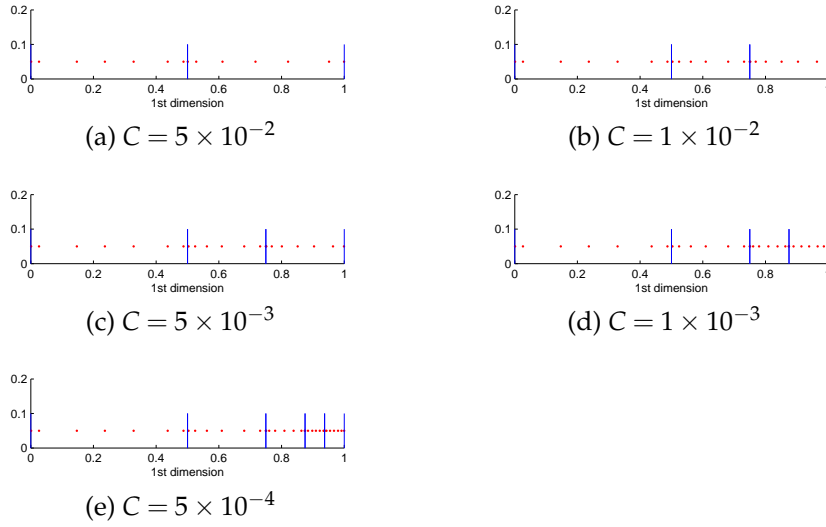 0.2
0.1
0
0 0.2 0.4 0.6 0.8 1
1st dimension
(a) C = 5 × 10⁻²
0.2
0.1
0
0 0.2 0.4 0.6 0.8
1st dimension
(b) C = 1 × 10⁻²
0.2
0.1
0
0 0.2 0.4 0.6 0.8 1
1st dimension
(c) C = 5 × 10⁻³
0.2
0.1
0
0 0.2 0.4 0.6 0.8
1st dimension
(d) C = 1 × 10⁻³
0.2
0.1
0
0 0.2 0.4 0.6 0.8 1
1st dimension
(e) C = 5 × 10⁻⁴